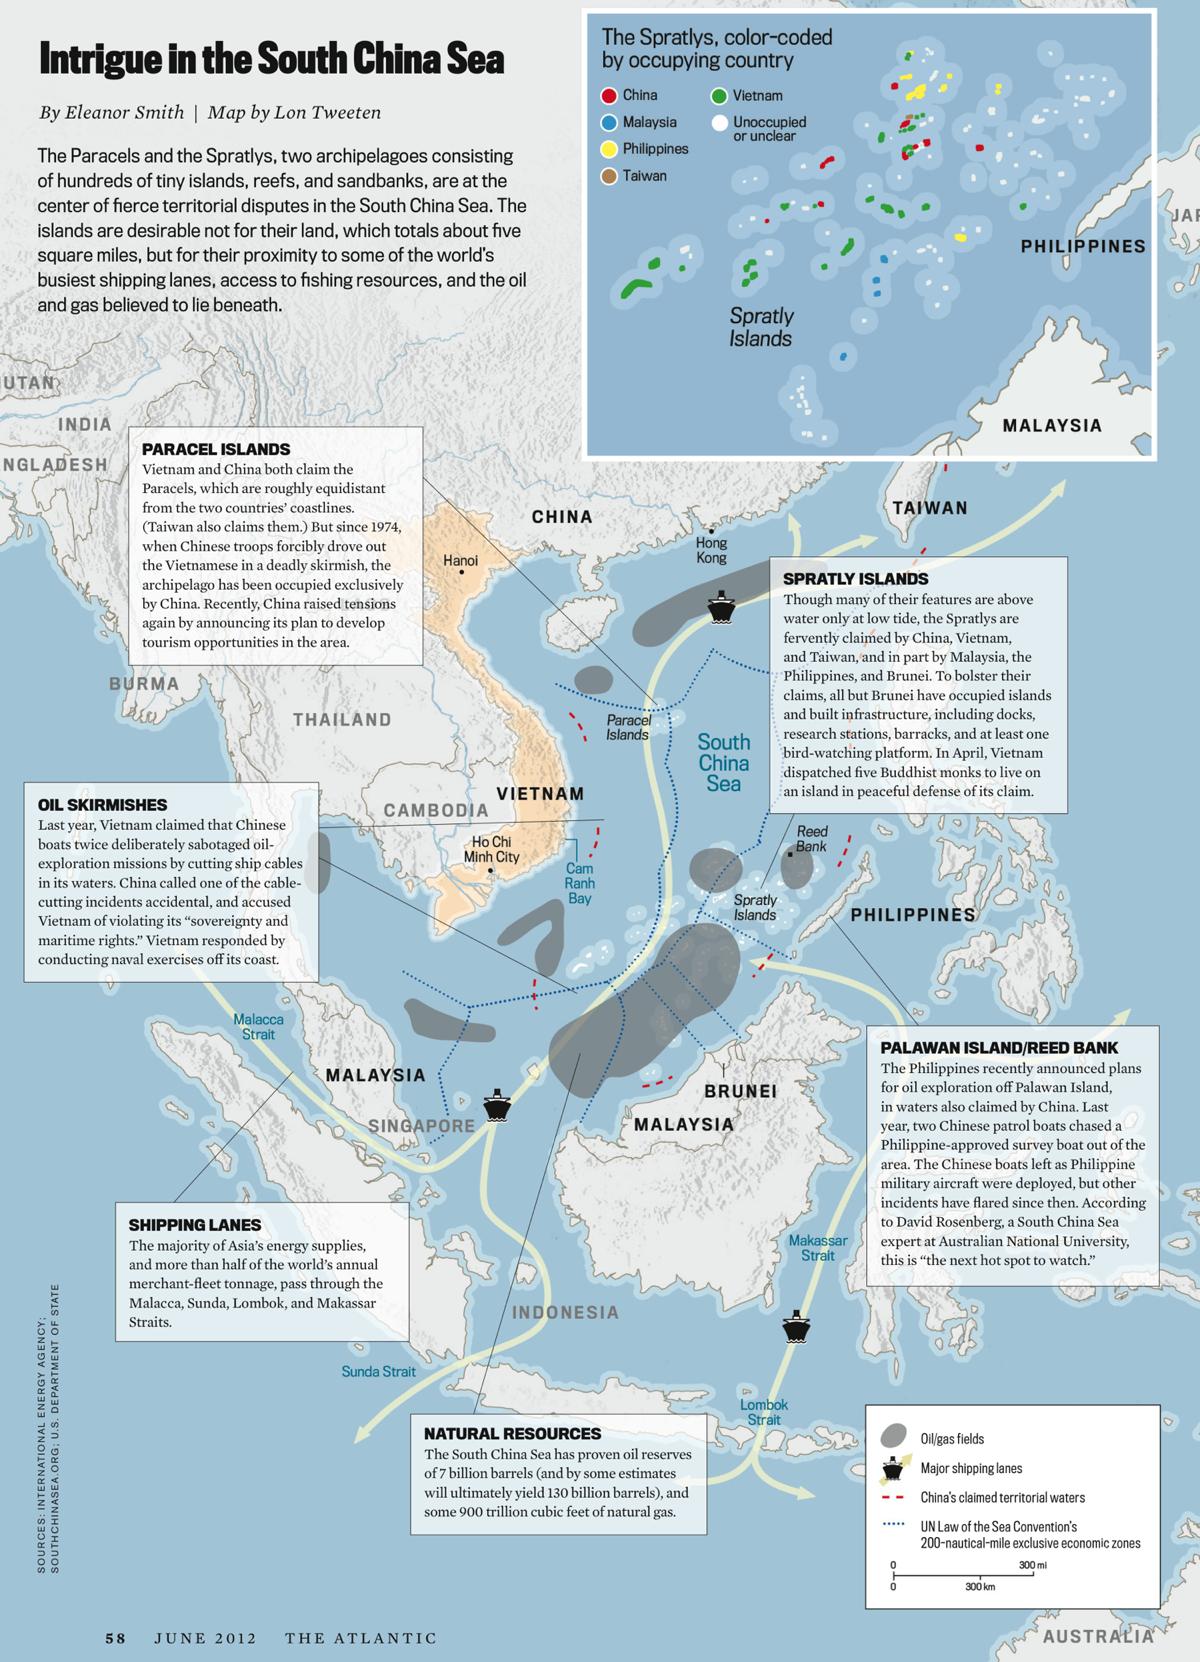 Intrigue in the South China Sea
By Eleanor Smith | Map by Lon Tweeten
The Paracels and the Spratlys, two archipelagoes consisting
of hundreds of tiny islands, reefs, and sandbanks, are at the
center of fierce territorial disputes in the South China Sea. The
islands are desirable not for their land, which totals about five
square miles, but for their proximity to some of the world's
busiest shipping lanes, access to fishing resources, and the oil
and gas believed to lie beneath.
The Spratlys, color-coded
by occupying country
China
Malaysia
Philippines
Taiwan
Vietnam
Unoccupied
or unclear
PHILIPPINES
Spratly
Islands
MALAYSIA
JAP
UTAN
INDIA
NGLADESH
PARACEL ISLANDS
Vietnam and China both claim the
Paracels, which are roughly equidistant
from the two countries' coastlines.
(Taiwan also claims them.) But since 1974,
when Chinese troops forcibly drove out
the Vietnamese in a deadly skirmish, the
archipelago has been occupied exclusively
by China. Recently, China raised tensions
again by announcing its plan to develop
tourism opportunities in the area.
CHINA
Hanoi
Hong
Kong
TAIWAN
SPRATLY ISLANDS
Though many of their features are above
water only at low tide, the Spratlys are
fervently claimed by China, Vietnam,
and Taiwan, and in part by Malaysia, the
Philippines, and Brunei. To bolster their
claims, all but Brunei have occupied islands
and built infrastructure, including docks,
research stations, barracks, and at least one
bird-watching platform. In April, Vietnam
dispatched five Buddhist monks to live on
an island in peaceful defense of its claim.
BURMA
THAILAND
Paracel
Islands
South
China
Sea
VIETNAM
CAMBODIA
Ho Chi
Minh City
Cam
Ranh
Bay
Reed
Bank
Spratly
Islands
PHILIPPINES
OIL SKIRMISHES
Last year, Vietnam claimed that Chinese
boats twice deliberately sabotaged oil-
exploration missions by cutting ship cables
in its waters. China called one of the cable-
cutting incidents accidental, and accused
Vietnam of violating its “sovereignty and
maritime rights.” Vietnam responded by
conducting naval exercises off its coast.
Malacca
Strait
MALAYSIA
SINGAPORE
BRUNEI
MALAYSIA
PALAWAN ISLAND/REED BANK
The Philippines recently announced plans
for oil exploration off Palawan Island,
in waters also claimed by China. Last
year, two Chinese patrol boats chased a
Philippine-approved survey boat out of the
area. The Chinese boats left as Philippine
military aircraft were deployed, but other
incidents have flared since then. According
to David Rosenberg, a South China Sea
expert at Australian National University,
this is “the next hot spot to watch.”
SHIPPING LANES
The majority of Asia's energy supplies,
and more than half of the world's annual
merchant-fleet tonnage, pass through the
Malacca, Sunda, Lombok, and Makassar
Straits.
Makassar
Strait
INDONESIA
Sunda Strait
Lombok
Strait
NATURAL RESOURCES
The South China Sea has proven oil reserves
of 7 billion barrels (and by some estimates
will ultimately yield 130 billion barrels), and
some 900 trillion cubic feet of natural gas.
Oil/gas fields
Major shipping lanes
China's claimed territorial waters
UN Law of the Sea Convention's
200-nautical-mile exclusive economic zones
0 300 mi
0 300 km
AUSTRALIA
SOURCES: INTERNATIONAL ENERGY AGENCY;
SOUTHCHINASEA.ORG; U.S. DEPARTMENT OF STATE
58 JUNE 2012 THE ATLANTIC